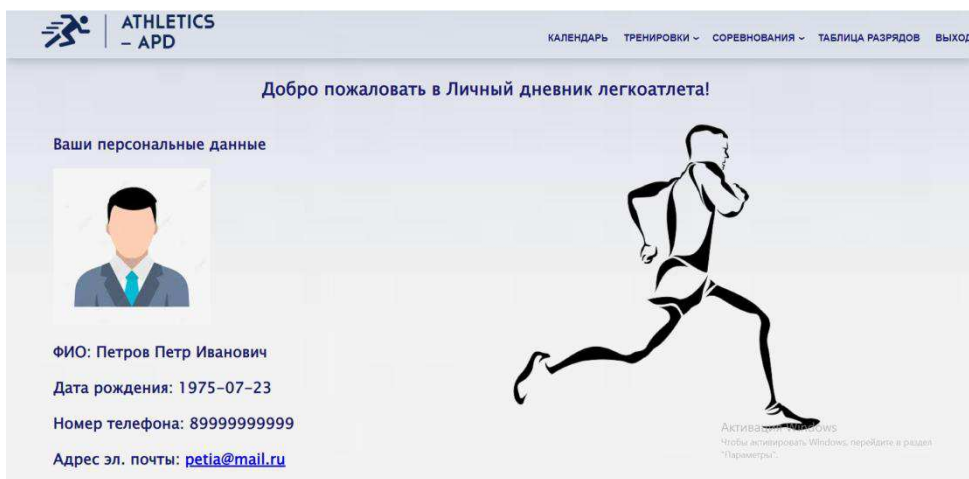 ATHLETICS
– APD
КАЛЕНДАРЬ ТРЕНИРОВКИ СОРЕВНОВАНИЯ ТАБЛИЦА РАЗРЯДОВ ВЫХОД
Добро пожаловать в Личный дневник легкоатлета!
Ваши персональные данные
ФИО: Петров Петр Иванович
Дата рождения: 1975-07-23
Номер телефона: 89999999999
Адрес эл. почты: petia@mail.ru
Активация Windows
Чтобы активировать Windows, перейдите в раздел
"Параметры".